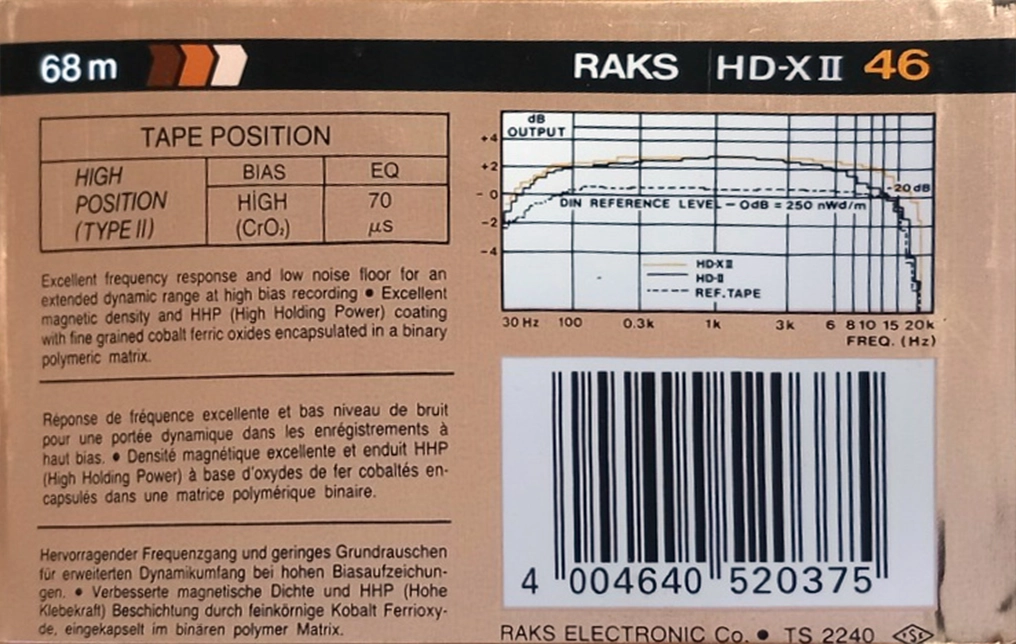 68m
RAKS HD-X II 46
TAPE POSITION
HIGH POSITION (TYPE II)
BIAS EQ
HİGH (CrO₂) 70 µS
Excellent frequency response and low noise floor for an
extended dynamic range at high bias recording • Excellent
magnetic density and HHP (High Holding Power) coating
with fine grained cobalt ferric oxides encapsulated in a binary
polymeric matrix.
Réponse de fréquence excellente et bas niveau de bruit
pour une portée dynamique dans les enrégistrements à
haut bias. • Densité magnétique excellente et enduit HHP
(High Holding Power) à base d'oxydes de fer cobaltés en-
capsulés dans une matrice polymérique binaire.
Hervorragender Frequenzgang und geringes Grundrauschen
für erweiterten Dynamikumfang bei hohen Biasaufzeichun-
gen. • Verbesserte magnetische Dichte und HHP (Hohe
Klebekraft) Beschichtung durch feinkörnige Kobalt Ferrioxy-
de, eingekapselt im binären polymer Matrix.
dB
OUTPUT
+4
+2
- 0
-2
-4
-20 dB
DIN REFERENCE LEVEL - 0dB = 250 nWd/m
HD-X II
HD-II
REF. TAPE
30 Hz 100 0.3k 1k 3k 6 8 10 15 20k
FREQ. (Hz)
4 004640 520375
RAKS ELECTRONIC Co. • TS 2240 TSE